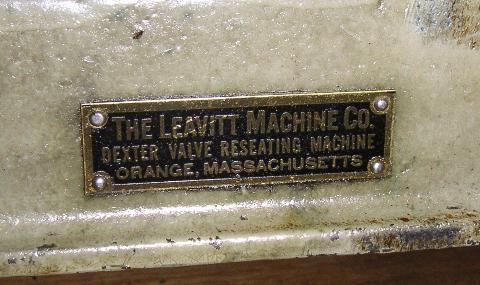 THE LEAVITT MACHINE CO.
DEXTER VALVE RESEATING MACHINE
ORANGE, MASSACHUSETTS